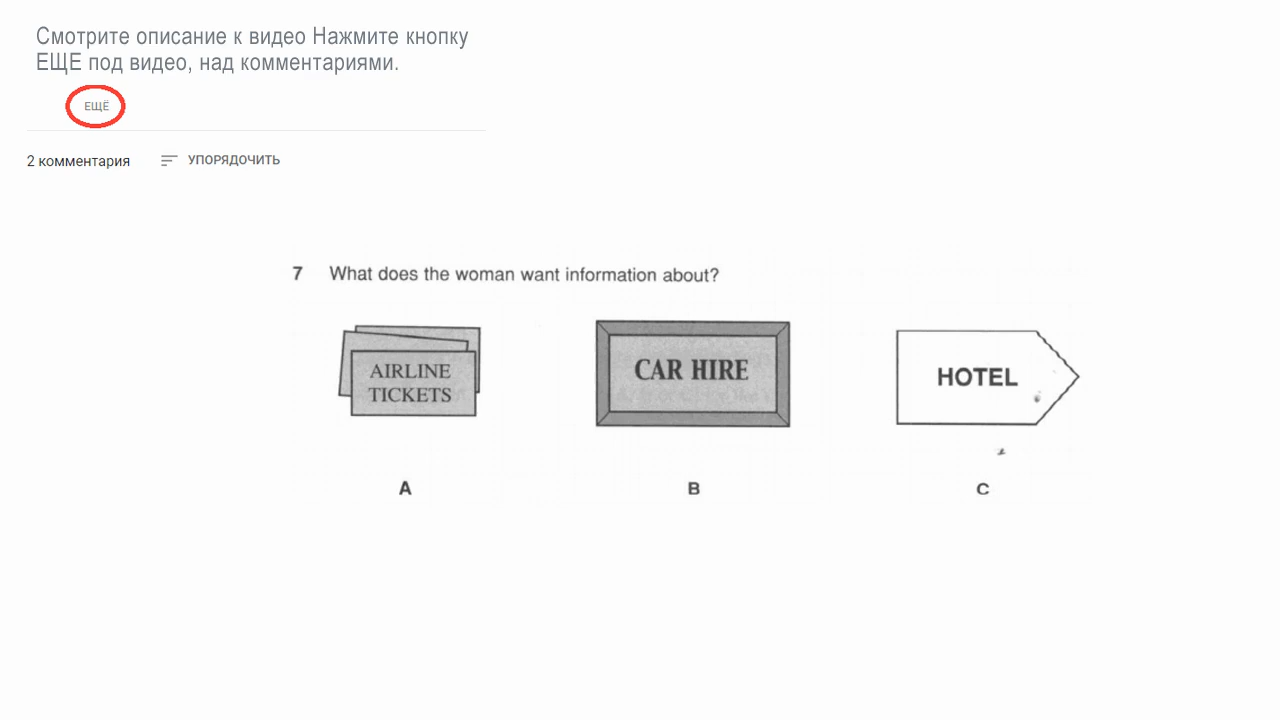 Смотрите описание к видео Нажмите кнопку
ЕЩЕ под видео, над комментариями.
ЕЩЁ
2 комментария УПОРЯДОЧИТЬ
7 What does the woman want information about?
AIRLINE
TICKETS
CAR HIRE
HOTEL
A B C